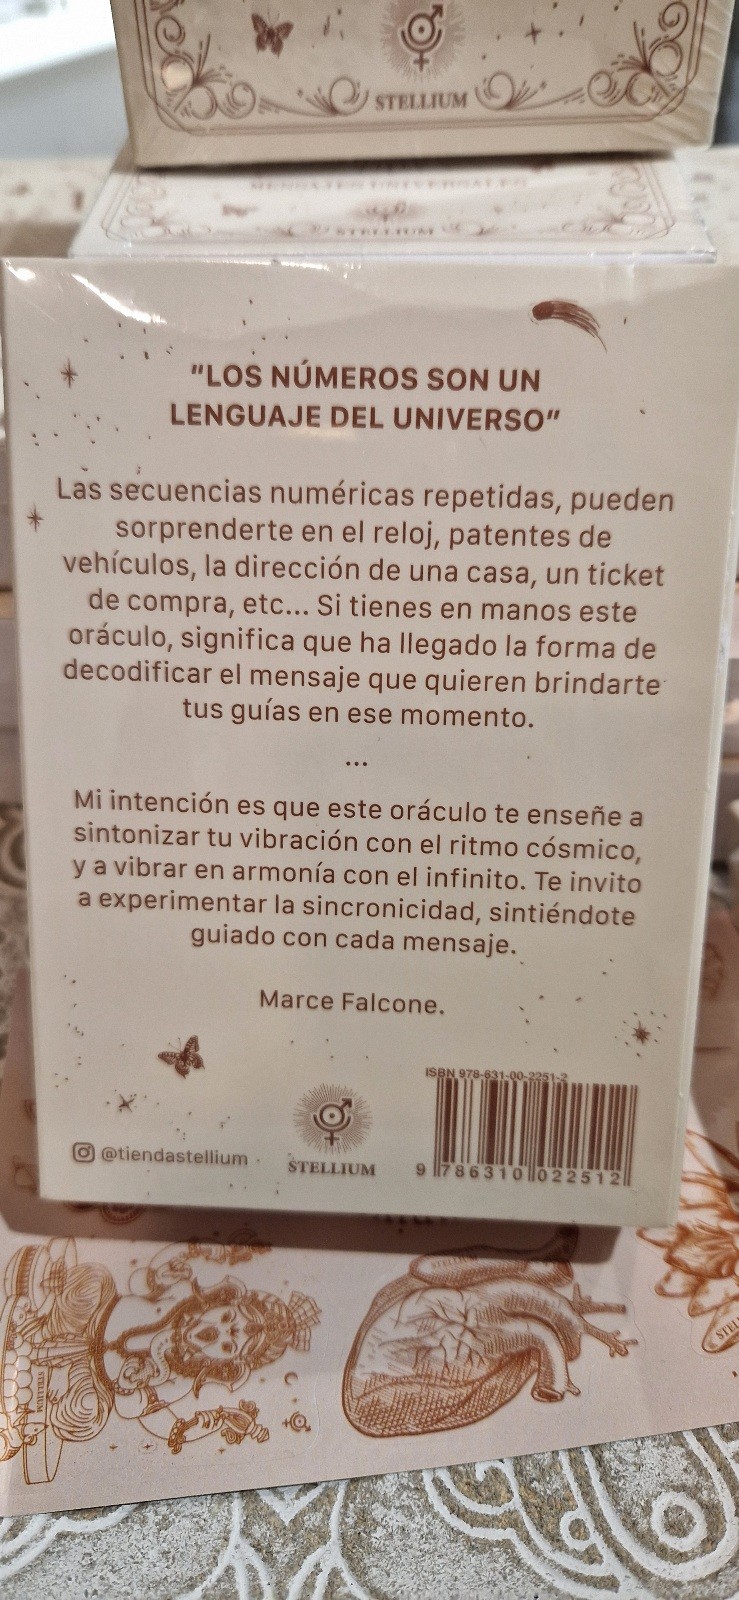 STELLIUM
MENSAJES UNIVERSALES
STELLIUM
"LOS NÚMEROS SON UN
LENGUAJE DEL UNIVERSO"
Las secuencias numéricas repetidas, pueden
sorprenderte en el reloj, patentes de
vehículos, la dirección de una casa, un ticket
de compra, etc... Si tienes en manos este
oráculo, significa que ha llegado la forma de
decodificar el mensaje que quieren brindarte
tus guías en ese momento.
...
Mi intención es que este oráculo te enseñe a
sintonizar tu vibración con el ritmo cósmico,
y a vibrar en armonía con el infinito. Te invito
a experimentar la sincronicidad, sintiéndote
guiado con cada mensaje.
Marce Falcone.
ISBN 978-631-00-2251-2
@tiendastellium
STELLIUM
9 786310 022512